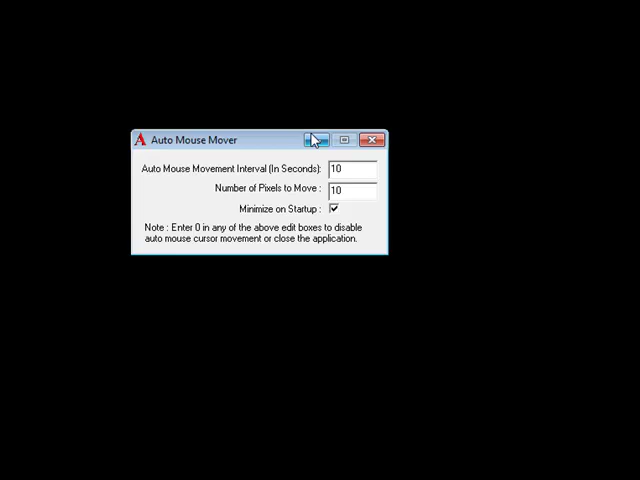 Auto Mouse Mover
Auto Mouse Movement Interval (In Seconds): 10
Number of Pixels to Move : 10
Minimize on Startup :
Note : Enter 0 in any of the above edit boxes to disable
auto mouse cursor movement or close the application.